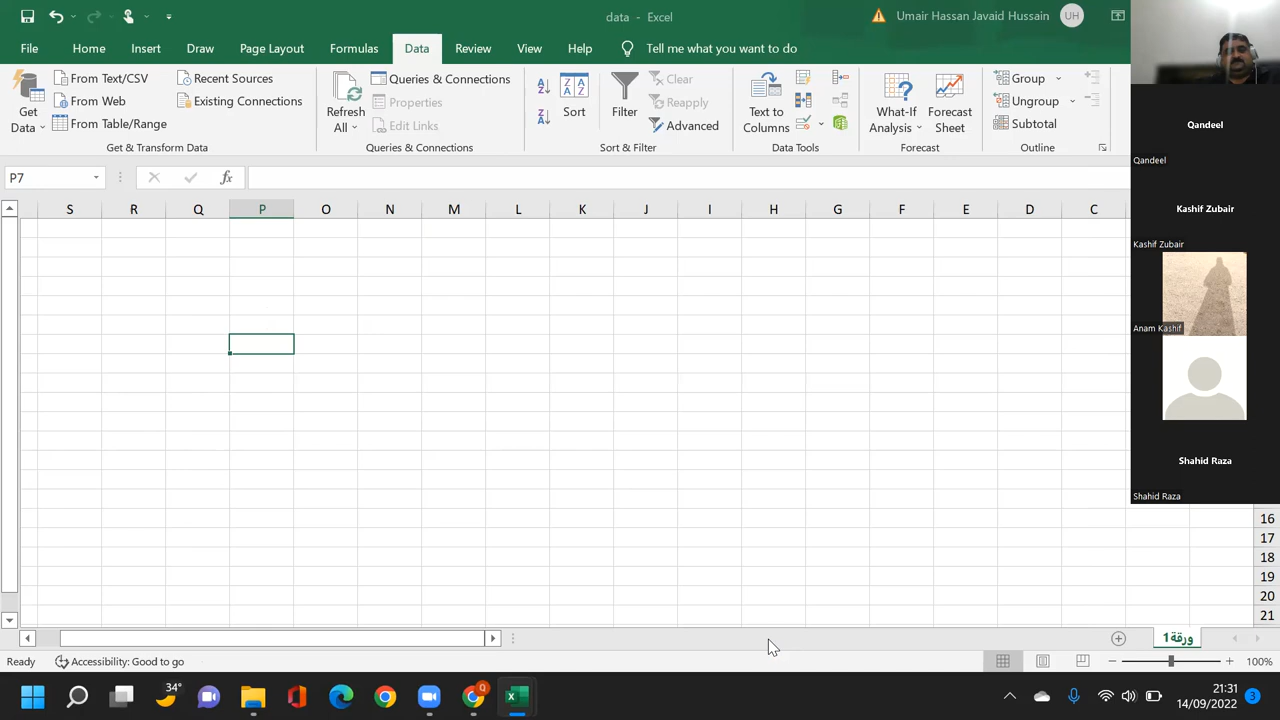 data - Excel
Umair Hassan Javaid Hussain UH
File Home Insert Draw Page Layout Formulas Data Review View Help Tell me what you want to do
Get Data
From Text/CSV
From Web
From Table/Range
Recent Sources
Existing Connections
Get & Transform Data
Refresh All
Queries & Connections
Properties
Edit Links
Queries & Connections
Sort
Filter
Clear
Reapply
Advanced
Sort & Filter
Text to Columns
Data Tools
What-If Analysis
Forecast Sheet
Forecast
Group
Ungroup
Subtotal
Outline
P7
fx
S R Q P O N M L K J I H G F E D C
Qandeel
Qandeel
Kashif Zubair
Kashif Zubair
Anam Kashif
Shahid Raza
Shahid Raza
16
17
18
19
20
21
ورقة1
Ready Accessibility: Good to go 100%
34°
Q
21:31
14/09/2022
3